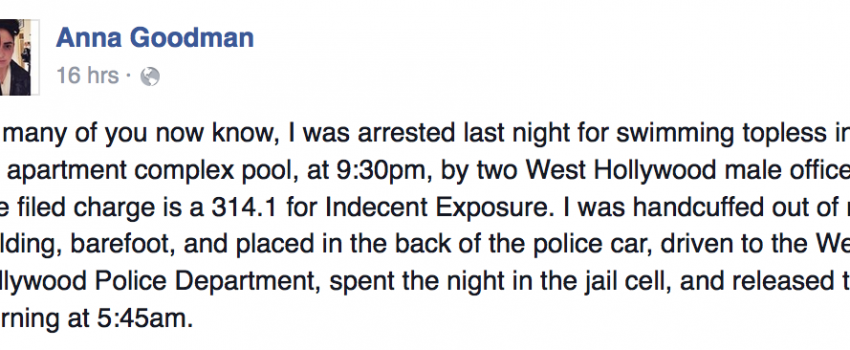 Anna Goodman
16 hrs ·
many of you now know, I was arrested last night for swimming topless in
apartment complex pool, at 9:30pm, by two West Hollywood male office
e filed charge is a 314.1 for Indecent Exposure. I was handcuffed out of
lding, barefoot, and placed in the back of the police car, driven to the We
llywood Police Department, spent the night in the jail cell, and released t
rning at 5:45am.